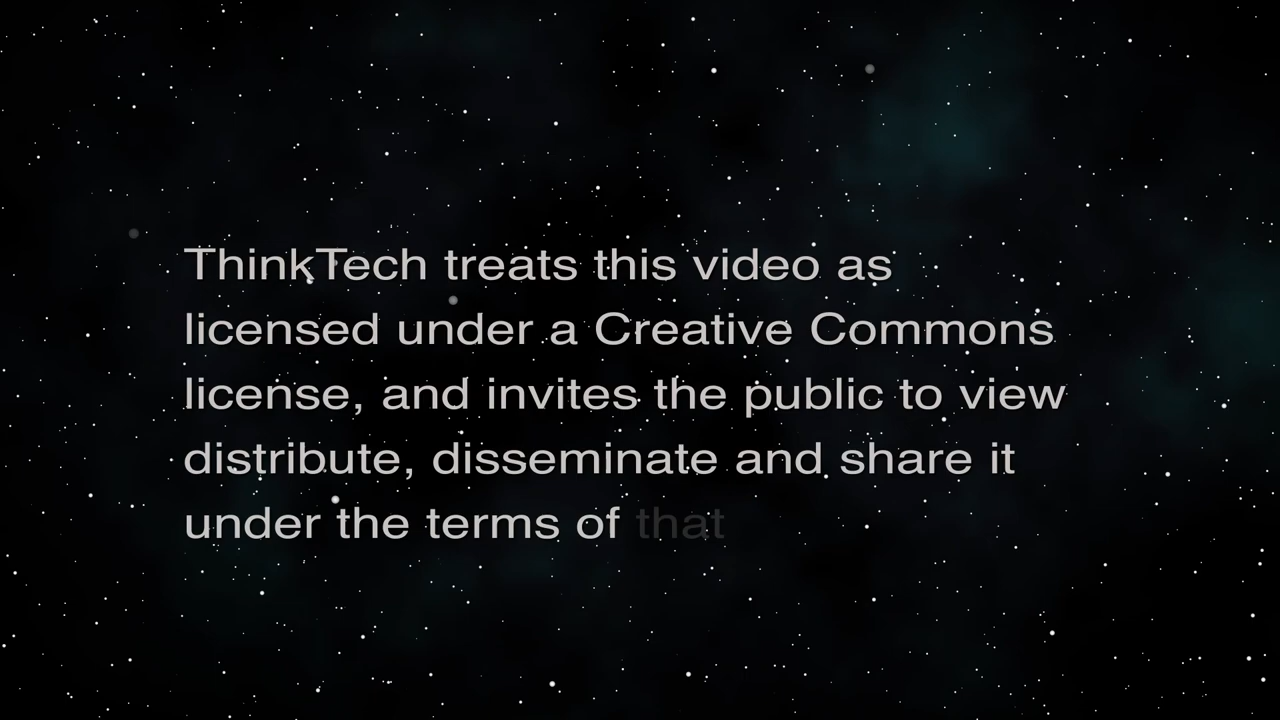 ThinkTech treats this video as
licensed under a Creative Commons
license, and invites the public to view
distribute, disseminate and share it
under the terms of that